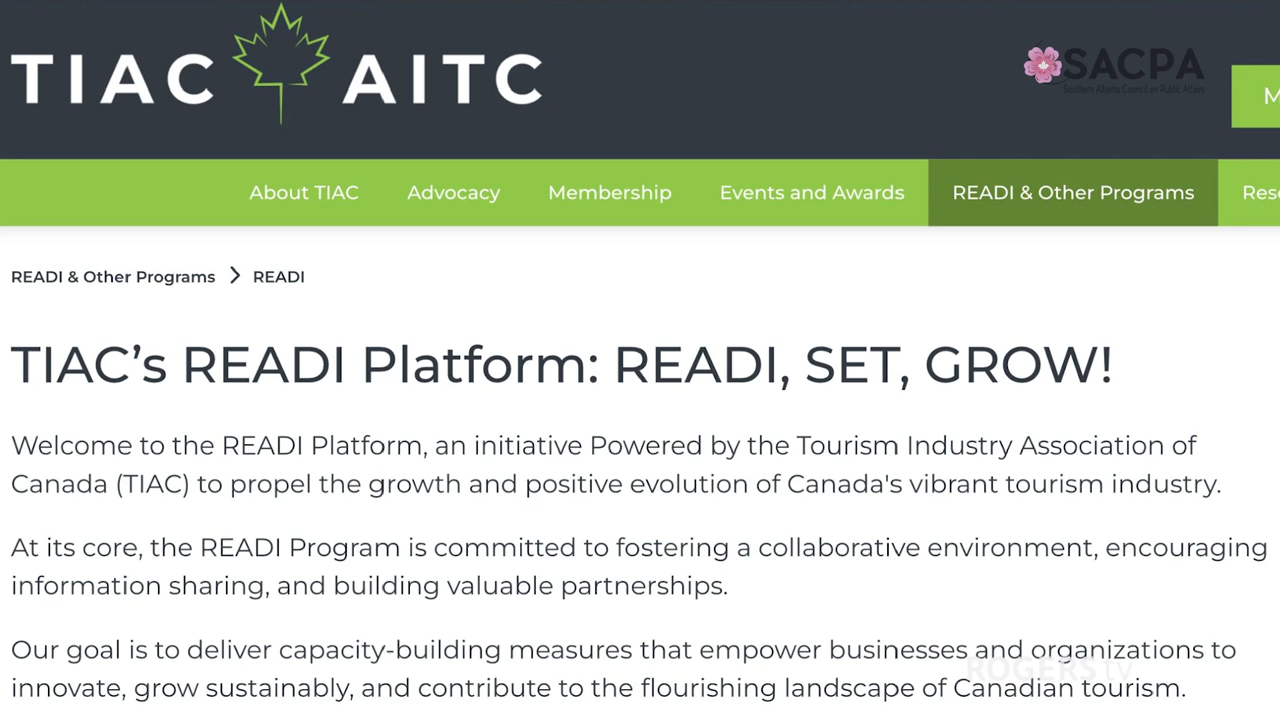 TIAC AITC
SACPA
Southern Alberta Council on Public Affairs
M
About TIAC Advocacy Membership Events and Awards READI & Other Programs Res
READI & Other Programs > READI
TIAC’s READI Platform: READI, SET, GROW!
Welcome to the READI Platform, an initiative Powered by the Tourism Industry Association of
Canada (TIAC) to propel the growth and positive evolution of Canada's vibrant tourism industry.
At its core, the READI Program is committed to fostering a collaborative environment, encouraging
information sharing, and building valuable partnerships.
Our goal is to deliver capacity-building measures that empower businesses and organizations to
innovate, grow sustainably, and contribute to the flourishing landscape of Canadian tourism.
ROGERS tv